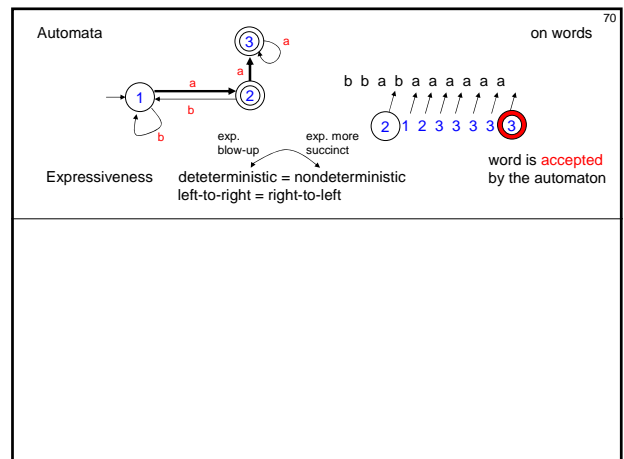 70
Automata
on words
3
a
a
a
1
2
b
b
b b a b a a a a a a
2 1 2 3 3 3 3 3
exp.
blow-up
exp. more
succinct
word is accepted
by the automaton
Expressiveness
deteterministic = nondeterministic
left-to-right = right-to-left